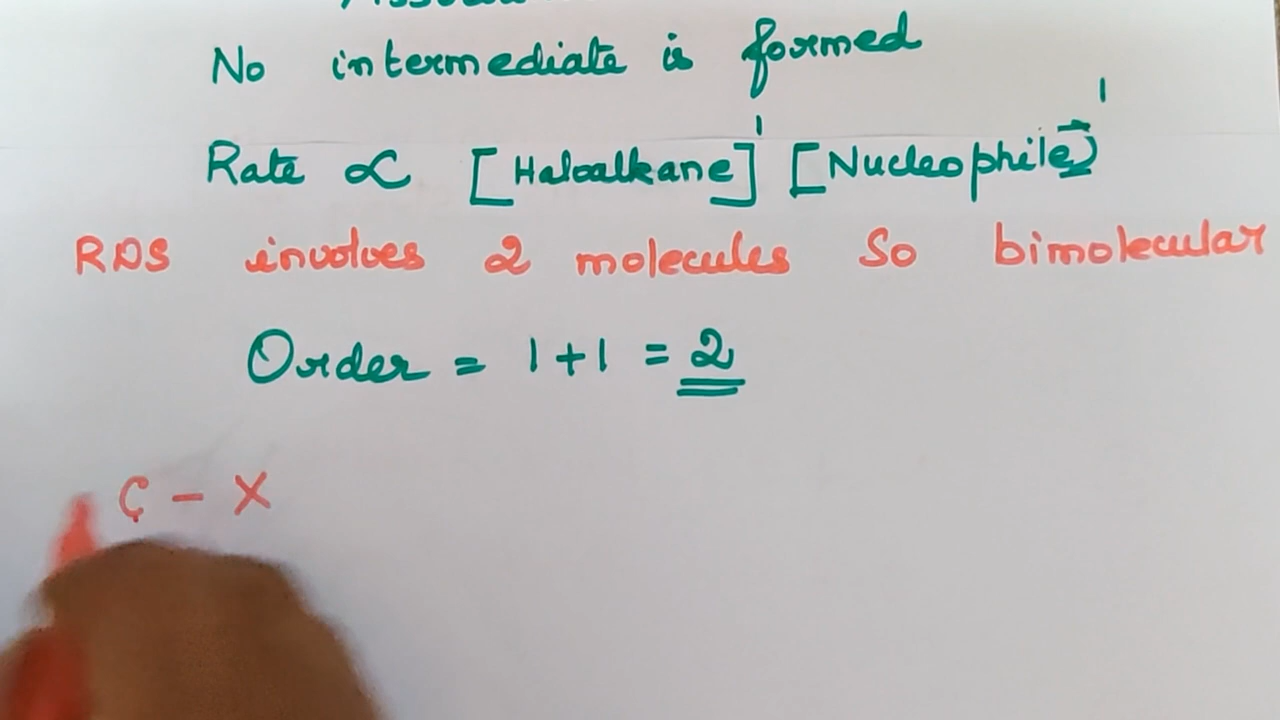 No intermediate is formed
Rate ∝ [Haloalkane]¹ [Nucleophile]¹
RDS involves 2 molecules So bimolecular
Order = 1+1 = 2
C - X